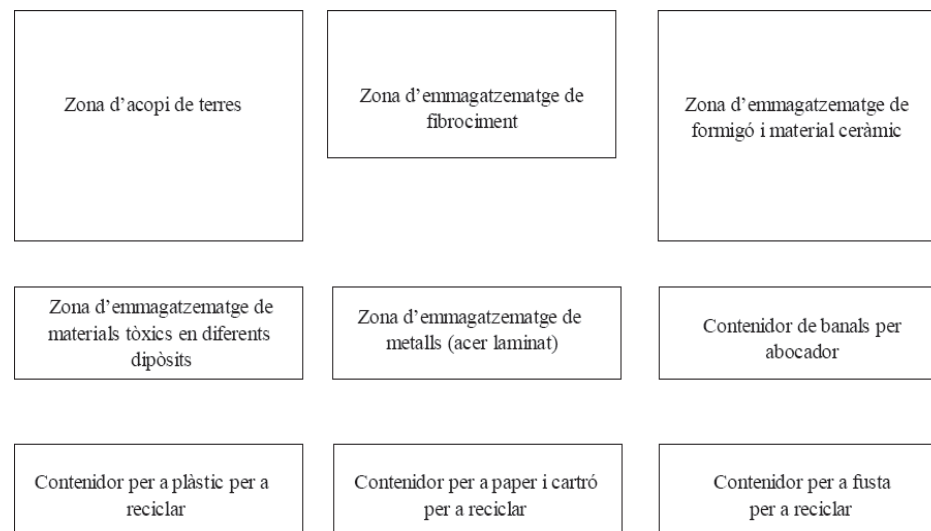 Zona d’acopi de terres
Zona d’emmagatzematge de
fibrociment
Zona d’emmagatzematge de
formigó i material ceràmic
Zona d’emmagatzematge de
materials tòxics en diferents
dipòsits
Zona d’emmagatzematge de
metalls (acer laminat)
Contenidor de banals per
abocador
Contenidor per a plàstic per a
reciclar
Contenidor per a paper i cartró
per a reciclar
Contenidor per a fusta
per a reciclar